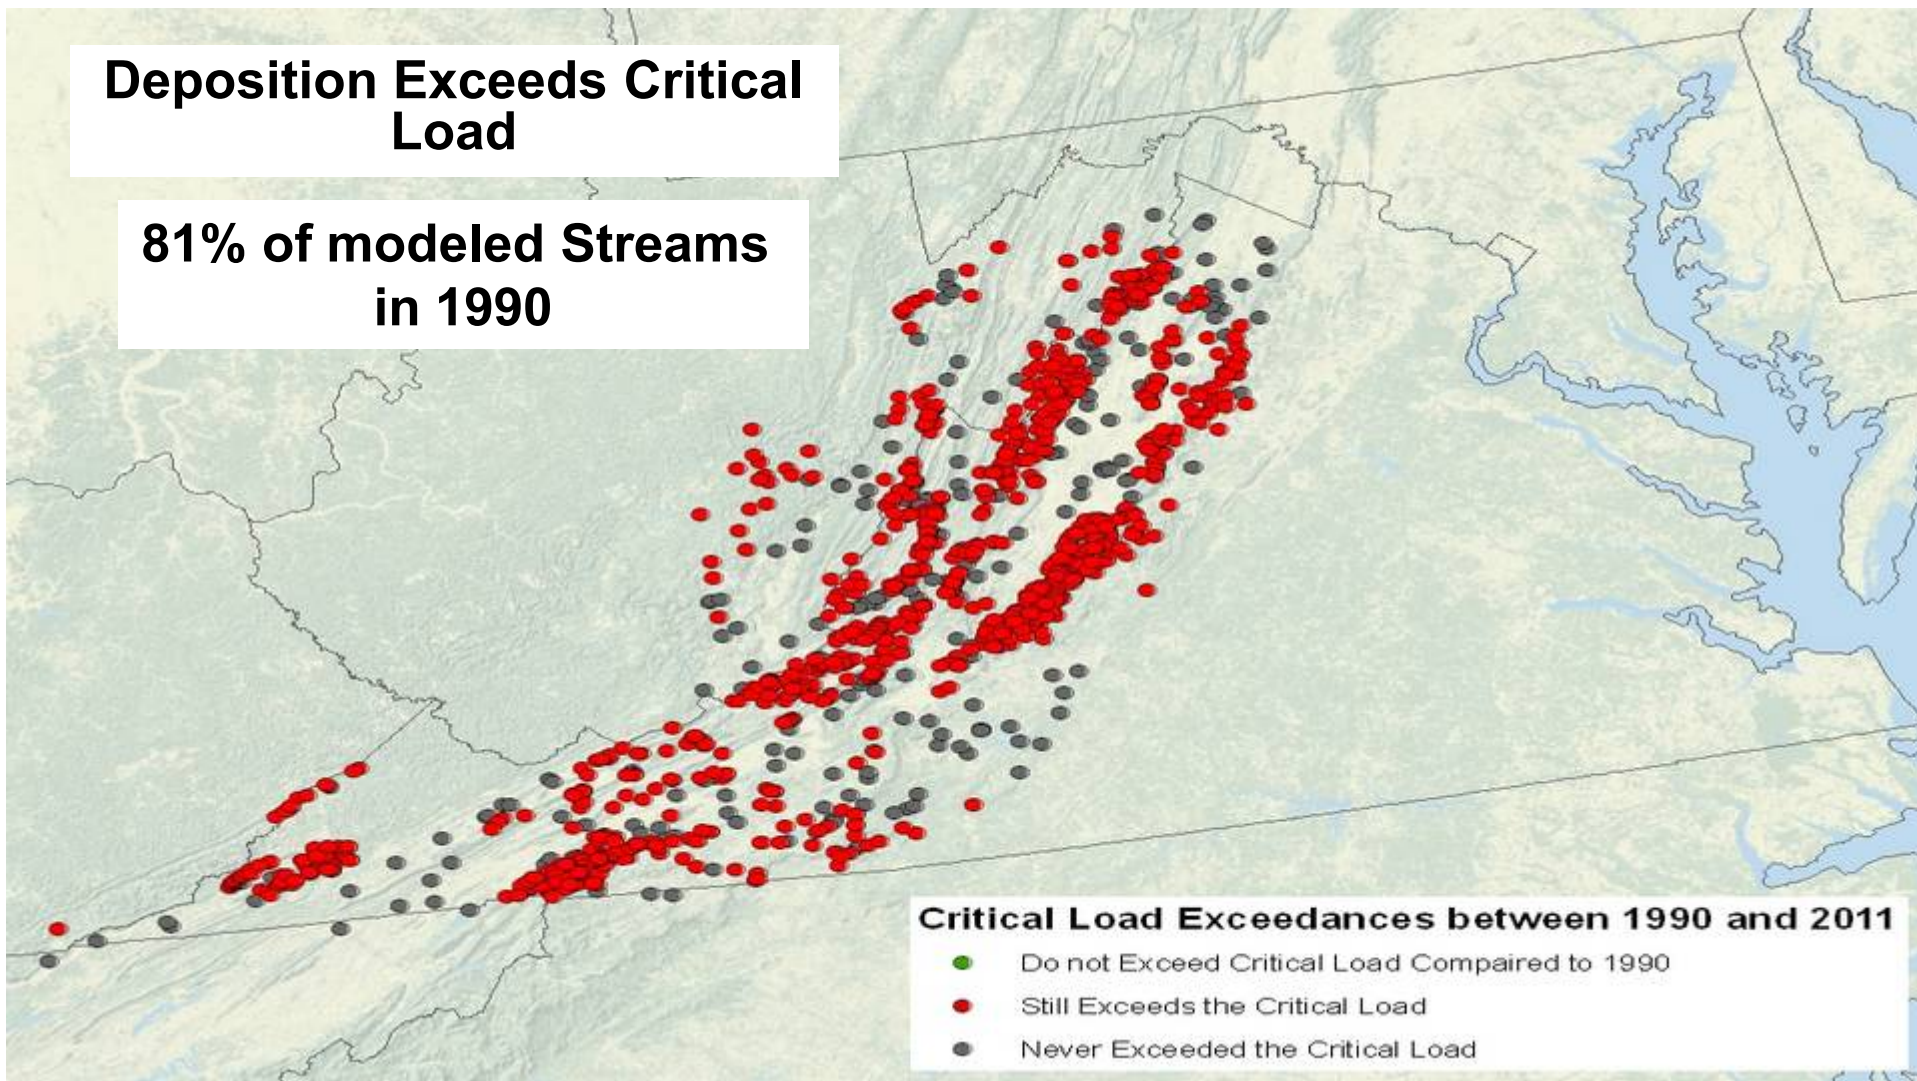 Deposition Exceeds Critical
Load
81% of modeled Streams
in 1990
Critical Load Exceedances between 1990 and 2011
Do not Exceed Critical Load Compaired to 1990
Still Exceeds the Critical Load
Never Exceeded the Critical Load